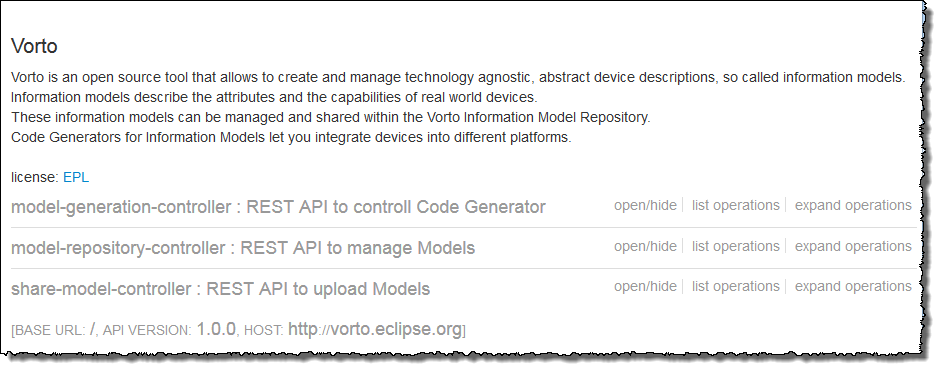 Vorto
Vorto is an open source tool that allows to create and manage technology agnostic, abstract device descriptions, so called information models.
Information models describe the attributes and the capabilities of real world devices.
These information models can be managed and shared within the Vorto Information Model Repository.
Code Generators for Information Models let you integrate devices into different platforms.
license: EPL
model-generation-controller : REST API to controll Code Generator open/hide list operations expand operations
model-repository-controller : REST API to manage Models open/hide list operations expand operations
share-model-controller : REST API to upload Models open/hide list operations expand operations
[BASE URL: /, API VERSION: 1.0.0, HOST: http://vorto.eclipse.org]